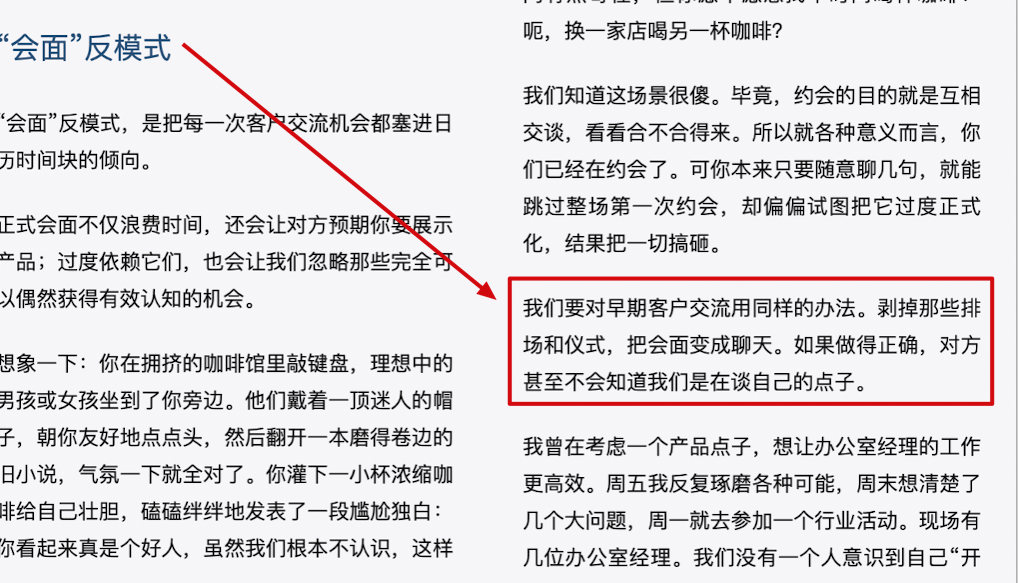 “会面”反模式
“会面”反模式，是把每一次客户交流机会都塞进日
历时间块的倾向。
正式会面不仅浪费时间，还会让对方预期你要展示
产品；过度依赖它们，也会让我们忽略那些完全可
以偶然获得有效认知的机会。
想象一下：你在拥挤的咖啡馆里敲键盘，理想中的
男孩或女孩坐到了你旁边。他们戴着一顶迷人的帽
子，朝你友好地点点头，然后翻开一本磨得卷边的
旧小说，气氛一下就全对了。你灌下一小杯浓缩咖
啡给自己壮胆，磕磕绊绊地发表了一段尴尬独白：
你看起来真是个好人，虽然我们根本不认识，这样
呃，换一家店喝另一杯咖啡？
我们知道这场景很傻。毕竟，约会的目的就是互相
交谈，看看合不合得来。所以就各种意义而言，你
们已经在约会了。可你本来只要随意聊几句，就能
跳过整场第一次约会，却偏偏试图把它过度正式
化，结果把一切搞砸。
我们要对早期客户交流用同样的办法。剥掉那些排
场和仪式，把会面变成聊天。如果做得正确，对方
甚至不会知道我们是在谈自己的点子。
我曾在考虑一个产品点子，想让办公室经理的工作
更高效。周五我反复琢磨各种可能，周末想清楚了
几个大问题，周一就去参加一个行业活动。现场有
几位办公室经理。我们没有一个人意识到自己“开